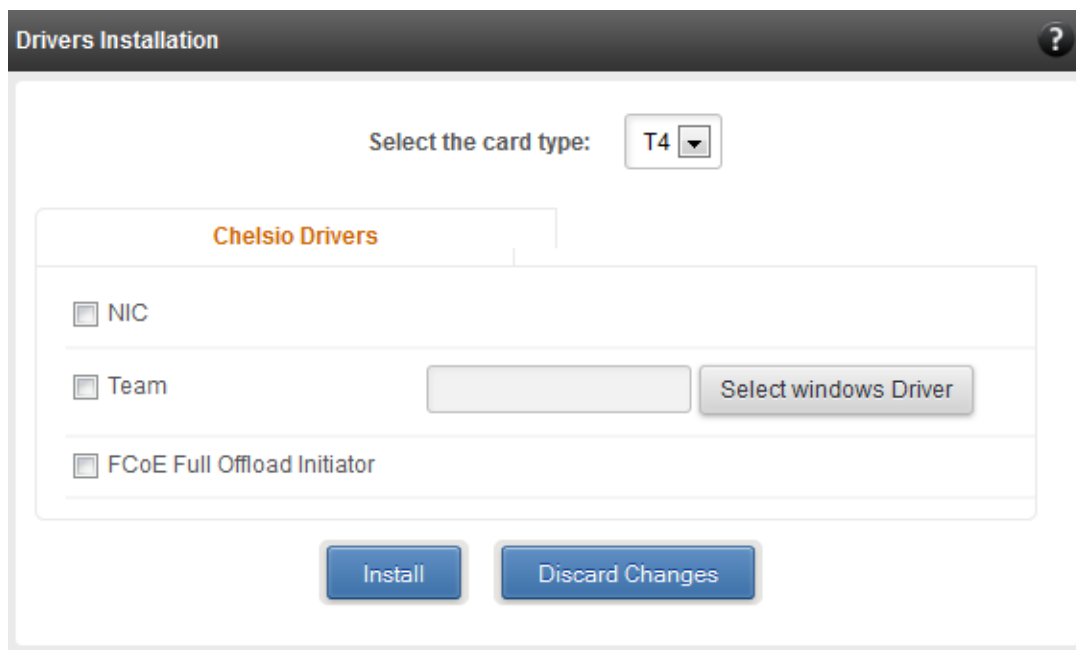 Drivers Installation ?
Select the card type: T4
Chelsio Drivers
NIC
Team Select windows Driver
FCoE Full Offload Initiator
Install Discard Changes